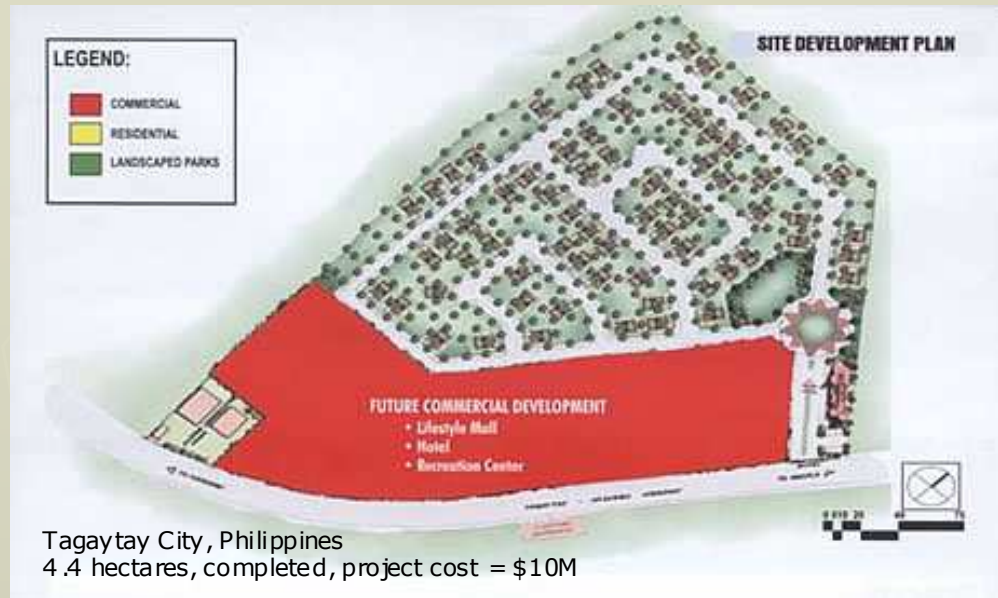 SITE DEVELOPMENT PLAN
LEGEND:
COMMERCIAL
RESIDENTIAL
LANDSCAPED PARKS
FUTURE COMMERCIAL DEVELOPMENT
• Lifestyle Mall
• Hotel
• Recreation Center
Tagaytay City, Philippines
4.4 hectares, completed, project cost = $10M